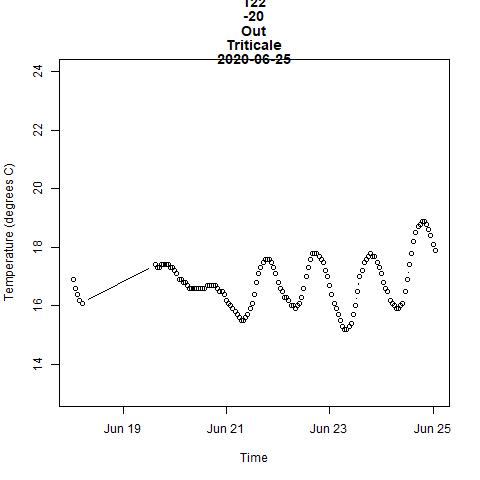 122
-20
Out
Triticale
2020-06-25
Temperature (degrees C)
24
22
20
18
16
14
Jun 19
Jun 21
Jun 23
Jun 25
Time